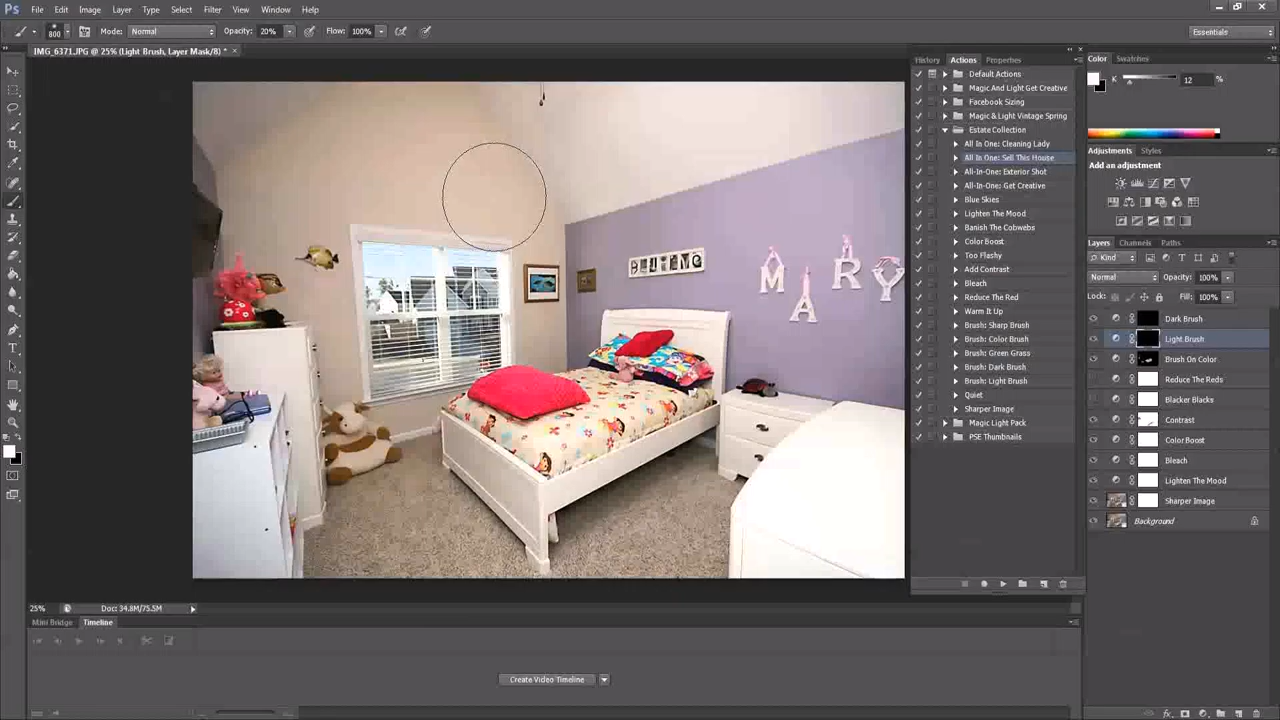 Ps File Edit Image Layer Type Select Filter View Window Help
800 Mode: Normal Opacity: 20% Flow: 100% Essentials
IMG_6371.JPG @ 25% (Light Brush, Layer Mask/8) * ×
History Actions Properties
Default Actions
Magic And Light Get Creative
Facebook Sizing
Magic & Light Vintage Spring
Estate Collection
All In One: Cleaning Lady
All In One: Sell This House
All-In-One: Exterior Shot
All-In-One: Get Creative
Blue Skies
Lighten The Mood
Banish The Cobwebs
Color Boost
Too Flashy
Add Contrast
Bleach
Reduce The Red
Warm It Up
Brush: Sharp Brush
Brush: Color Brush
Brush: Green Grass
Brush: Dark Brush
Brush: Light Brush
Quiet
Sharper Image
Magic Light Pack
PSE Thumbnails
Color Swatches
K 12 %
Adjustments Styles
Add an adjustment
Layers Channels Paths
Kind
Normal Opacity: 100%
Lock: Fill: 100%
Dark Brush
Light Brush
Brush On Color
Reduce The Reds
Blacker Blacks
Contrast
Color Boost
Bleach
Lighten The Mood
Sharper Image
Background
MARY
25% Doc: 34.8M/75.5M
Mini Bridge Timeline
Create Video Timeline